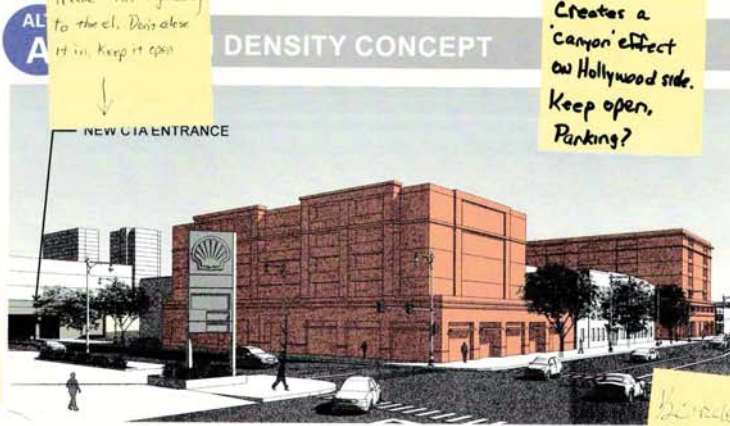 to the el. Don't close
it in. Keep it open
Creates a
'Canyon' effect
on Hollywood side.
Keep open,
Parking?
ALT
A
DENSITY CONCEPT
NEW CTA ENTRANCE